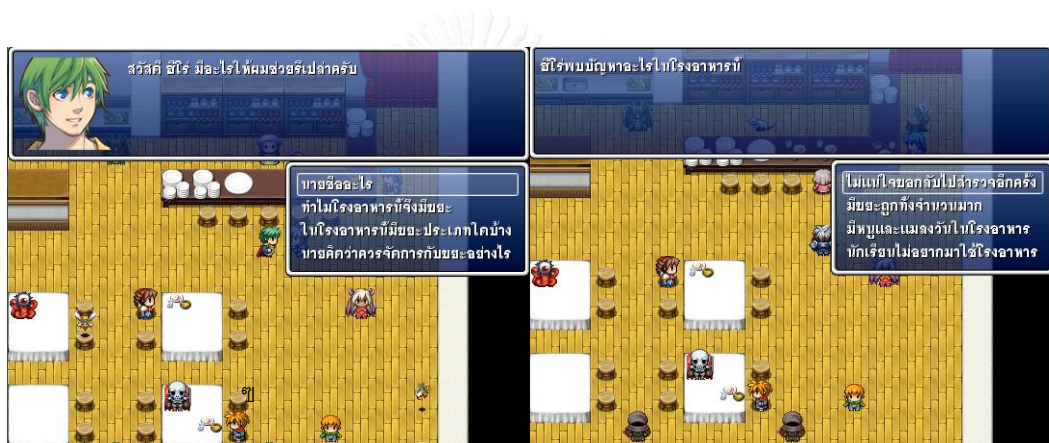 สวัสดี ฮีโร่ มีอะไรให้ผมช่วยรึเปล่าครับ
นายชื่ออะไร
ทำไมโรงอาหารนี้จึงมีขยะ
ในโรงอาหารนี้มีขยะประเภทใดบ้าง
นายคิดว่าควรจัดการกับขยะอย่างไร
ฮีโร่พบปัญหาอะไรในโรงอาหารนี้
ไม่แน่ใจขอกลับไปสำรวจอีกครั้ง
มีขยะถูกทิ้งจำนวนมาก
มีหนูและแมลงวันในโรงอาหาร
นักเรียนไม่อยากมาใช้โรงอาหาร